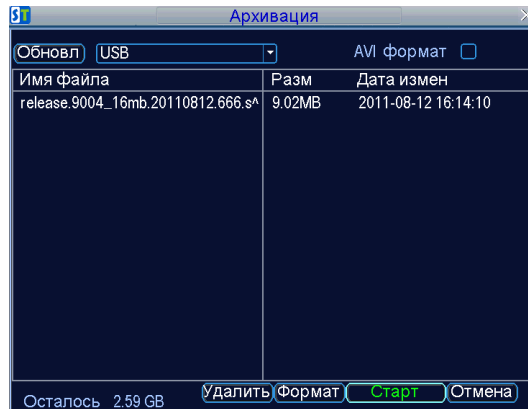 ST Архивация
Обновл USB AVI формат
Имя файла Разм Дата измен
release.9004_16mb.20110812.666.s^ 9.02MB 2011-08-12 16:14:10
Осталось 2.59 GB Удалить Формат Старт Отмена